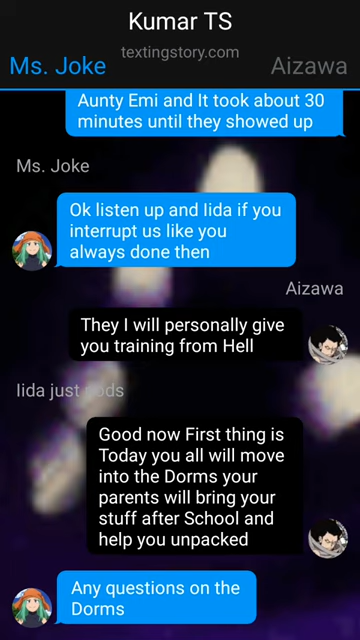 Kumar TS
textingstory.com
Ms. Joke
Aizawa
Aunty Emi and It took about 30
minutes until they showed up
Ms. Joke
Ok listen up and Iida if you
interrupt us like you
always done then
Aizawa
They I will personally give
you training from Hell
Iida just nods
Good now First thing is
Today you all will move
into the Dorms your
parents will bring your
stuff after School and
help you unpacked
Any questions on the
Dorms